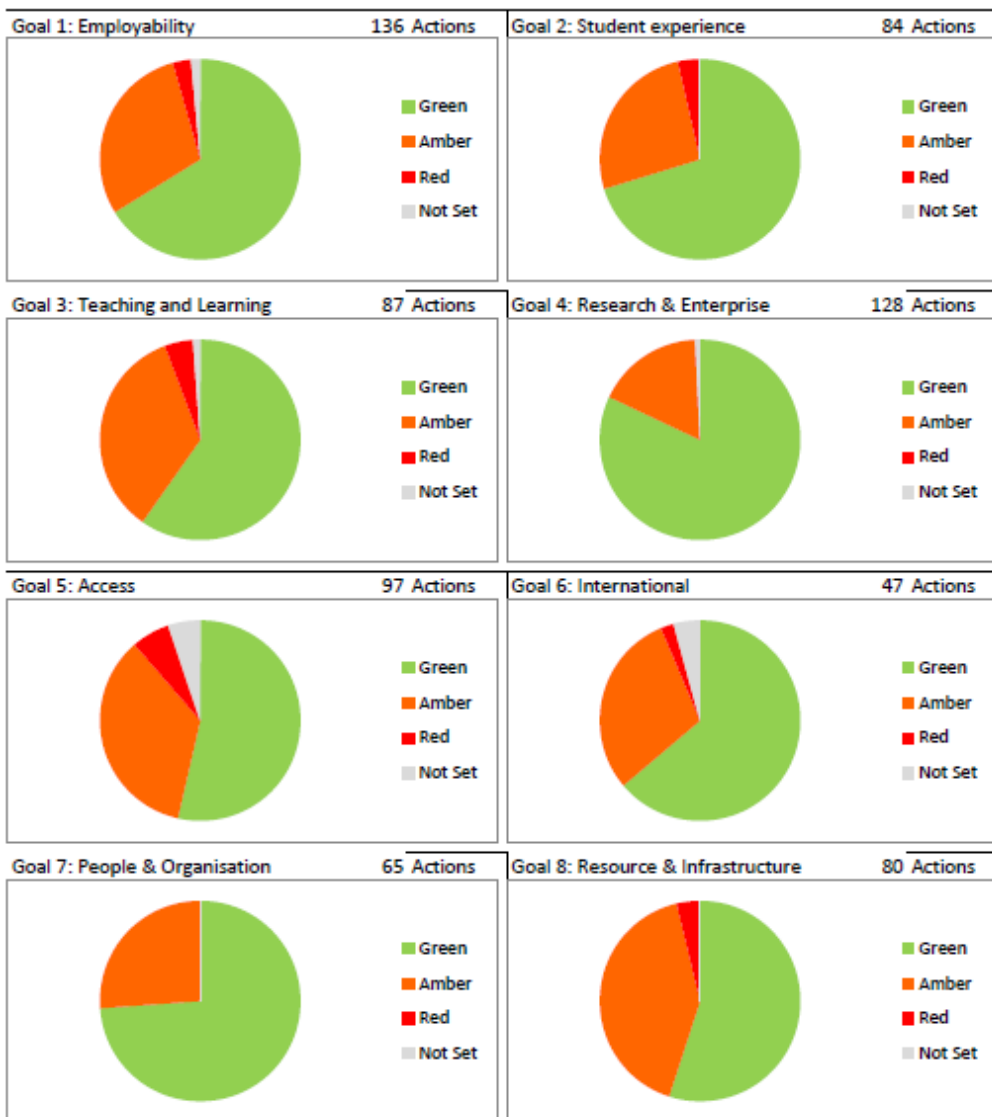 Goal 1: Employability 136 Actions
Green
Amber
Red
Not Set
Goal 2: Student experience 84 Actions
Green
Amber
Red
Not Set
Goal 3: Teaching and Learning 87 Actions
Green
Amber
Red
Not Set
Goal 4: Research & Enterprise 128 Actions
Green
Amber
Red
Not Set
Goal 5: Access 97 Actions
Green
Amber
Red
Not Set
Goal 6: International 47 Actions
Green
Amber
Red
Not Set
Goal 7: People & Organisation 65 Actions
Green
Amber
Red
Not Set
Goal 8: Resource & Infrastructure 80 Actions
Green
Amber
Red
Not Set